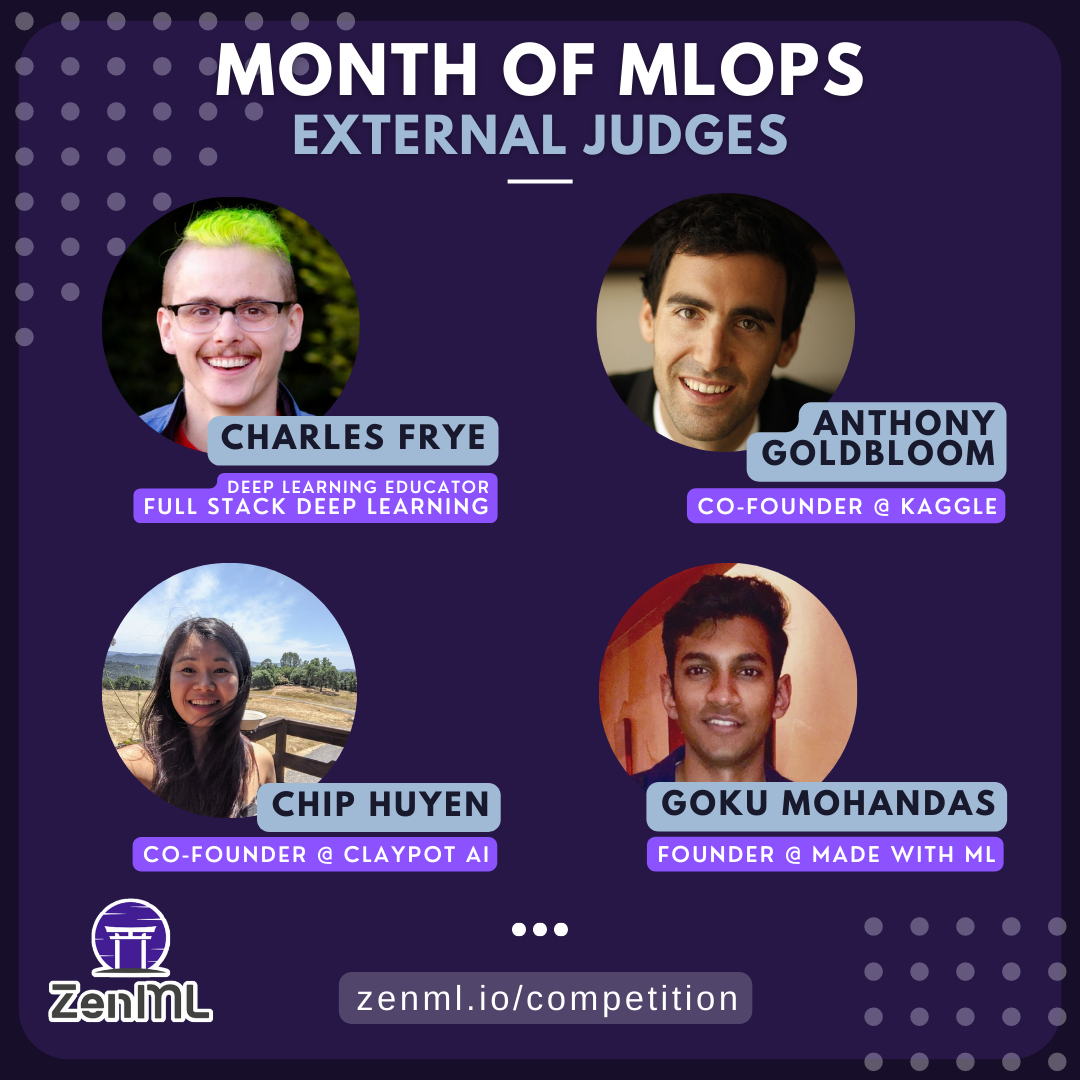 MONTH OF MLOPS
EXTERNAL JUDGES
CHARLES FRYE
DEEP LEARNING EDUCATOR
FULL STACK DEEP LEARNING
ANTHONY
GOLDBLOOM
CO-FOUNDER @ KAGGLE
CHIP HUYEN
CO-FOUNDER @ CLAYPOT AI
GOKU MOHANDAS
FOUNDER @ MADE WITH ML
ZenML
zenml.io/competition